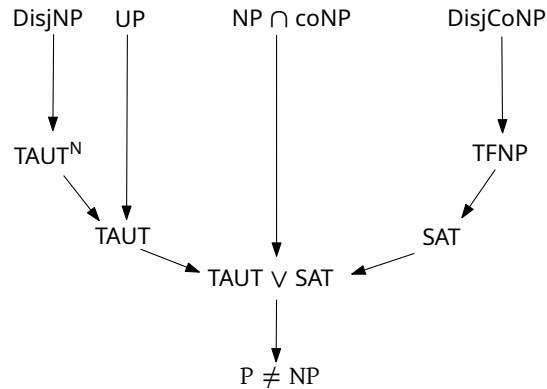 DisjNP UP NP ∩ coNP DisjCoNP
TAUT^N TFNP
TAUT SAT
TAUT ∨ SAT
P ≠ NP